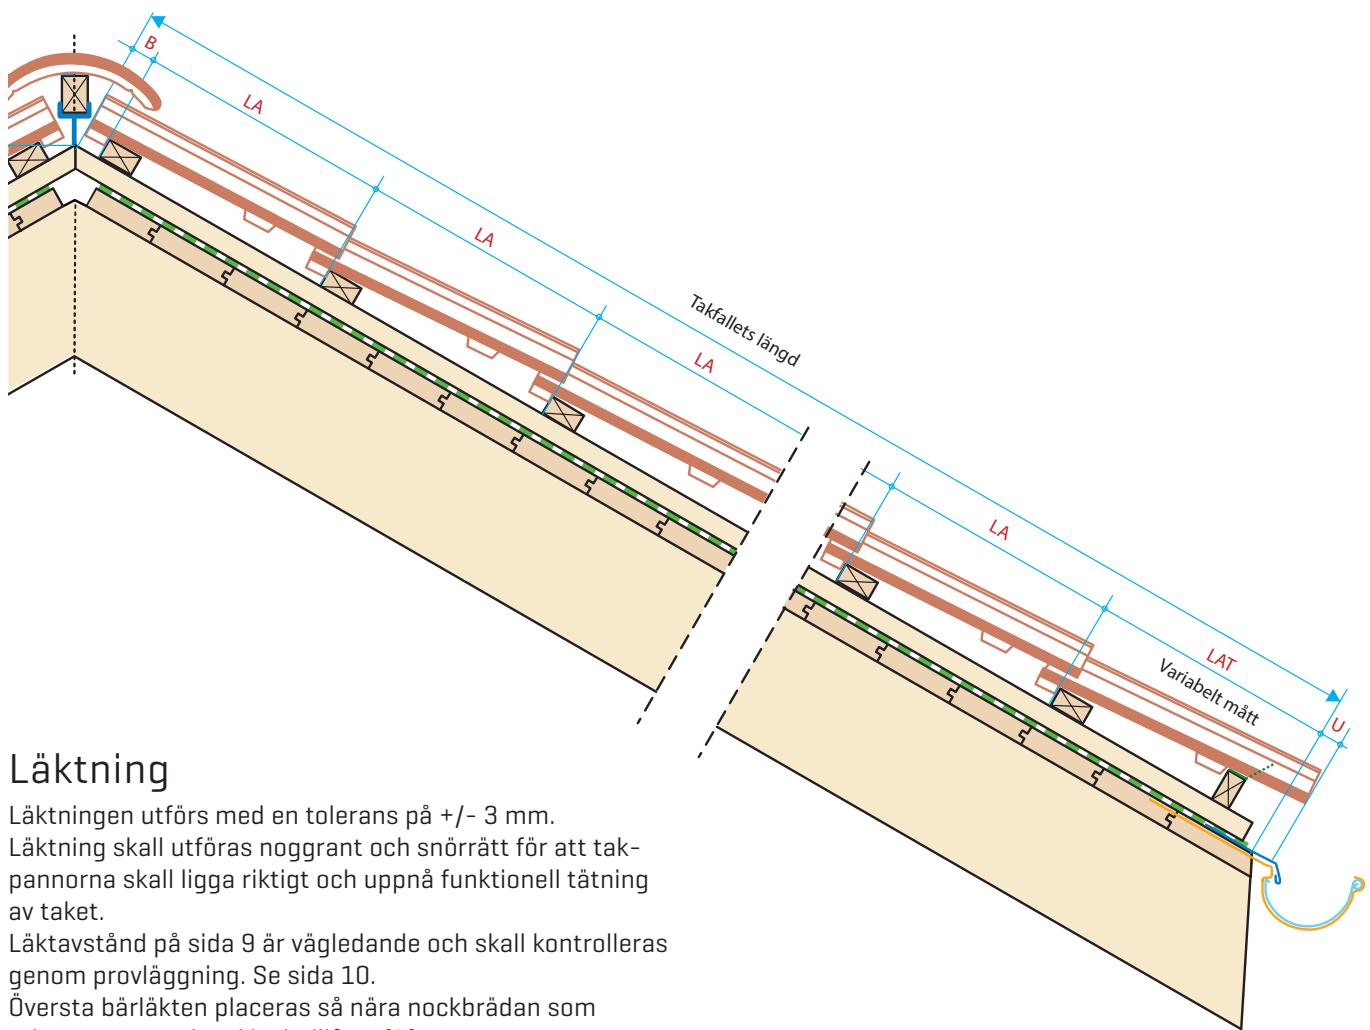 B
LA
LA
Takfallets längd
LA
LA
LAT
Variabelt mått
U
Läktning
Läktningen utförs med en tolerans på +/- 3 mm.
Läktning skall utföras noggrant och snörrätt för att tak-
pannorna skall ligga riktigt och uppnå funktionell tätning
av taket.
Läktavstånd på sida 9 är vägledande och skall kontrolleras
genom provläggning. Se sida 10.
Översta bärläkten placeras så nära nockbrädan som